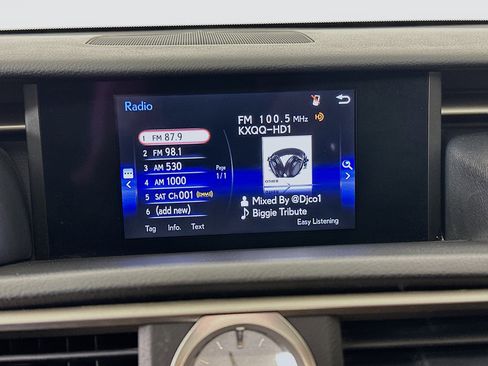 Radio
1 FM 87.9
2 FM 98.1
3 AM 530
4 AM 1000
5 SAT Ch001
6 (add new)
Page
1/1
Tag Info. Text
FM 100.5 MHz
KXQQ-HD1
Mixed By @Djco1
Biggie Tribute
Easy Listening